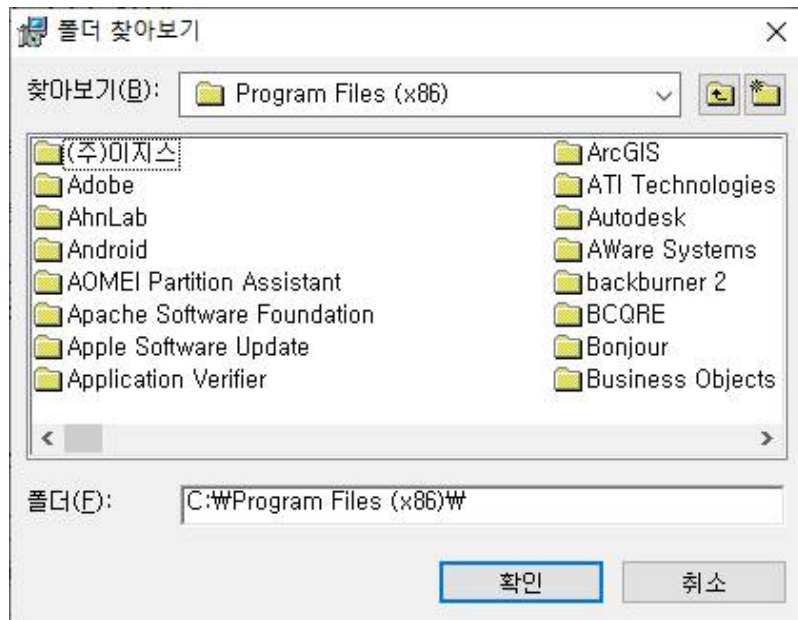 폴더 찾아보기
찾아보기(B): Program Files (x86)
(주)이지스
Adobe
AhnLab
Android
AOMEI Partition Assistant
Apache Software Foundation
Apple Software Update
Application Verifier
ArcGIS
ATI Technologies
Autodesk
AWare Systems
backburner 2
BCQRE
Bonjour
Business Objects
폴더(F): C:₩Program Files (x86)₩
확인 취소